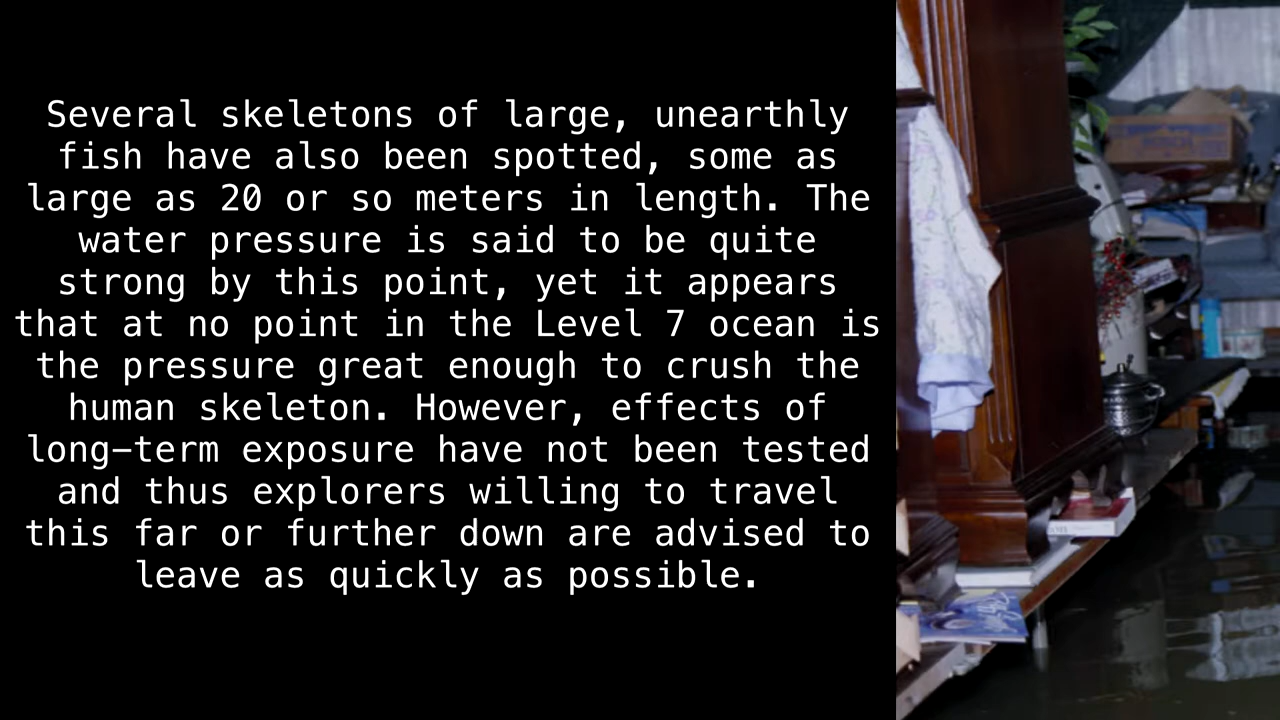 Several skeletons of large, unearthly
fish have also been spotted, some as
large as 20 or so meters in length. The
water pressure is said to be quite
strong by this point, yet it appears
that at no point in the Level 7 ocean is
the pressure great enough to crush the
human skeleton. However, effects of
long-term exposure have not been tested
and thus explorers willing to travel
this far or further down are advised to
leave as quickly as possible.